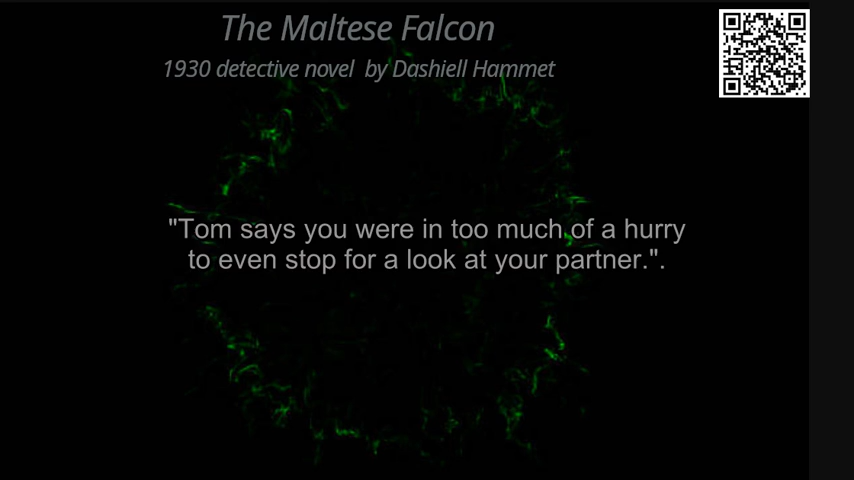 The Maltese Falcon
1930 detective novel by Dashiell Hammet
"Tom says you were in too much of a hurry
to even stop for a look at your partner.".